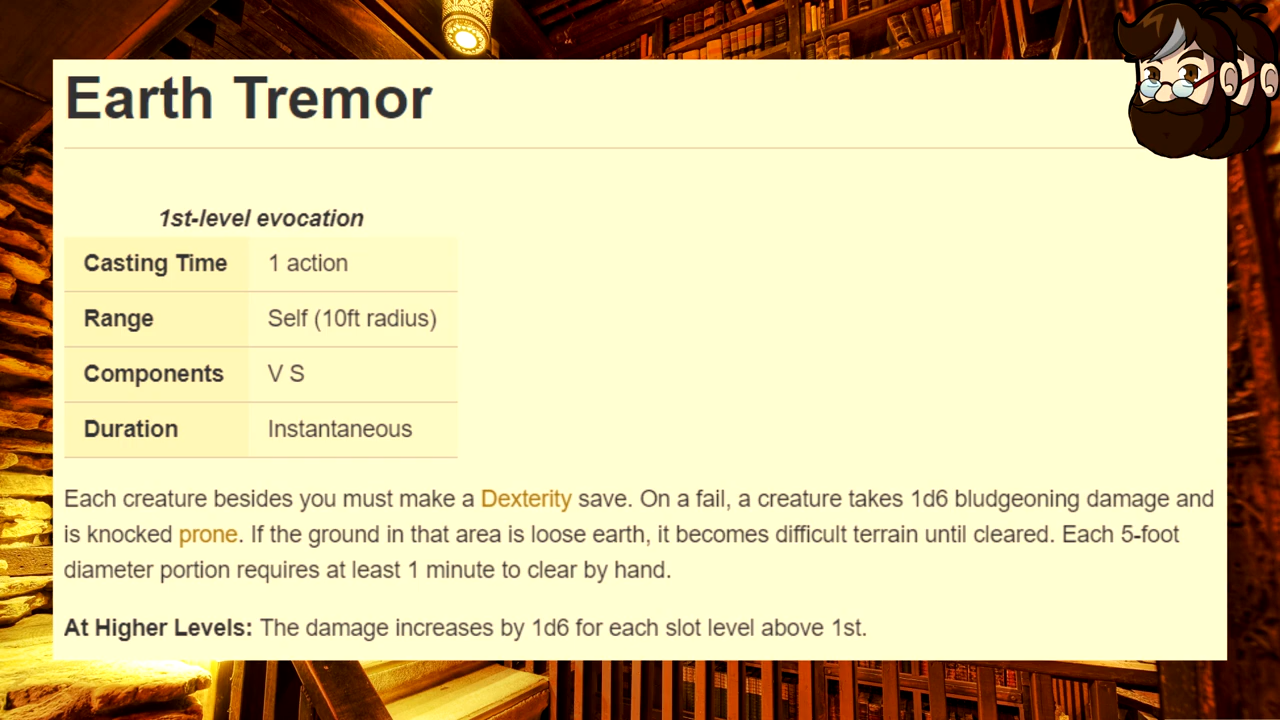 Earth Tremor
1st-level evocation
Casting Time 1 action
Range Self (10ft radius)
Components V S
Duration Instantaneous
Each creature besides you must make a Dexterity save. On a fail, a creature takes 1d6 bludgeoning damage and
is knocked prone. If the ground in that area is loose earth, it becomes difficult terrain until cleared. Each 5-foot
diameter portion requires at least 1 minute to clear by hand.
At Higher Levels: The damage increases by 1d6 for each slot level above 1st.